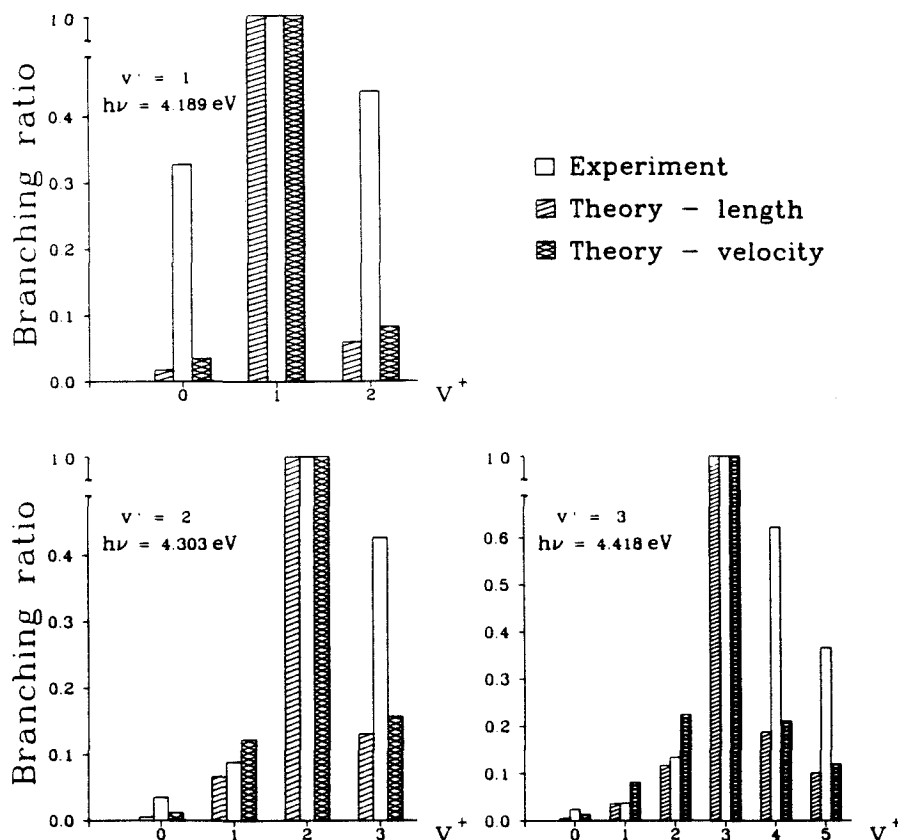 1 0
0.4
0.3
0.2
0.1
0.0
Branching ratio
v' = 1
hν = 4.189 eV
0 1 2 V+
Experiment
Theory - length
Theory - velocity
1 0
0.4
0.3
0.2
0.1
0.0
Branching ratio
v' = 2
hν = 4.303 eV
0 1 2 3 V+
1 0
0.6
0.5
0.4
0.3
0.2
0.1
0.0
v' = 3
hν = 4.418 eV
0 1 2 3 4 5 V+